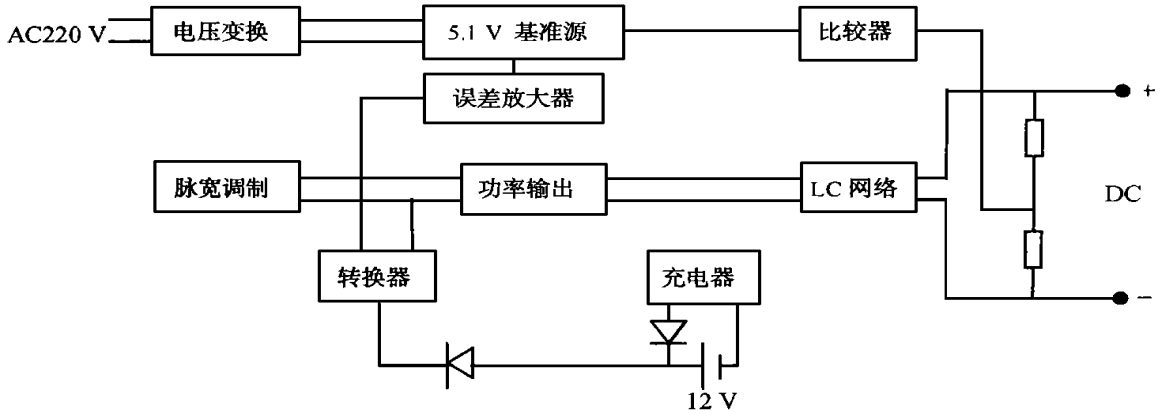 AC220 V
电压变换
5.1 V 基准源
比较器
误差放大器
+
脉宽调制
功率输出
LC 网络
DC
转换器
充电器
−
12 V